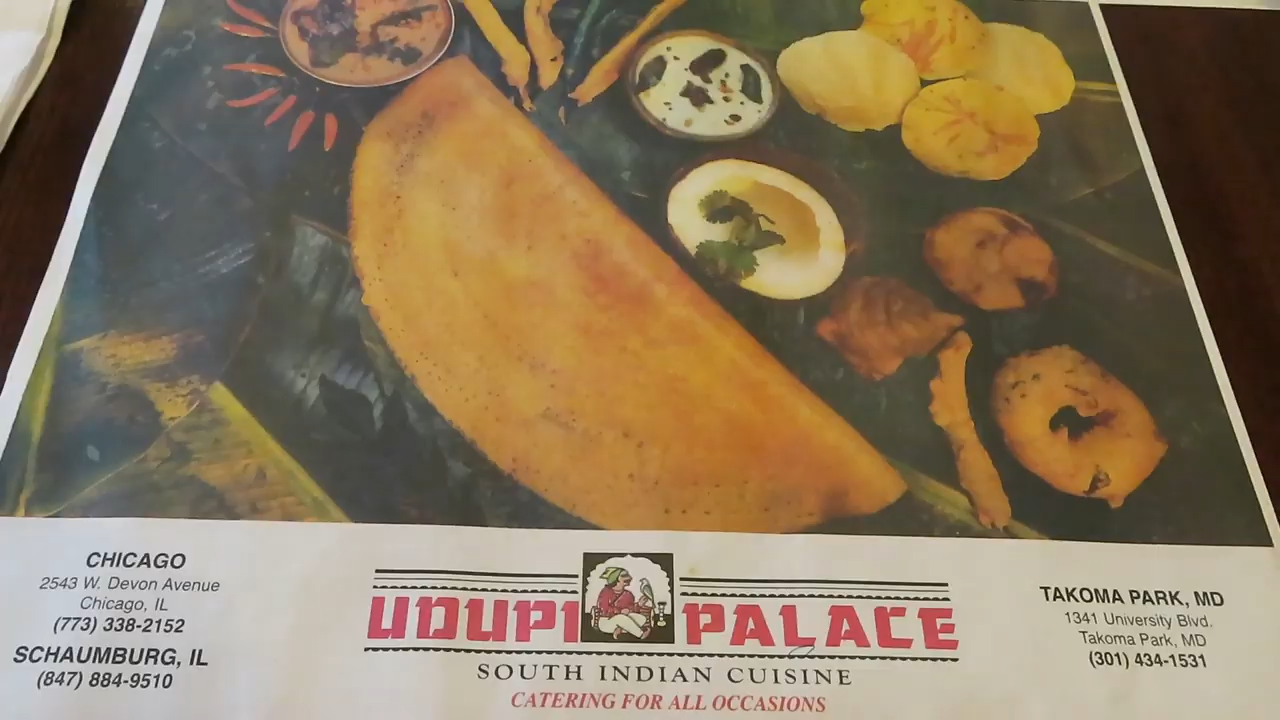 CHICAGO
2543 W. Devon Avenue
Chicago, IL
(773) 338-2152
SCHAUMBURG, IL
(847) 884-9510
UDUPI PALACE
SOUTH INDIAN CUISINE
CATERING FOR ALL OCCASIONS
TAKOMA PARK, MD
1341 University Blvd.
Takoma Park, MD
(301) 434-1531